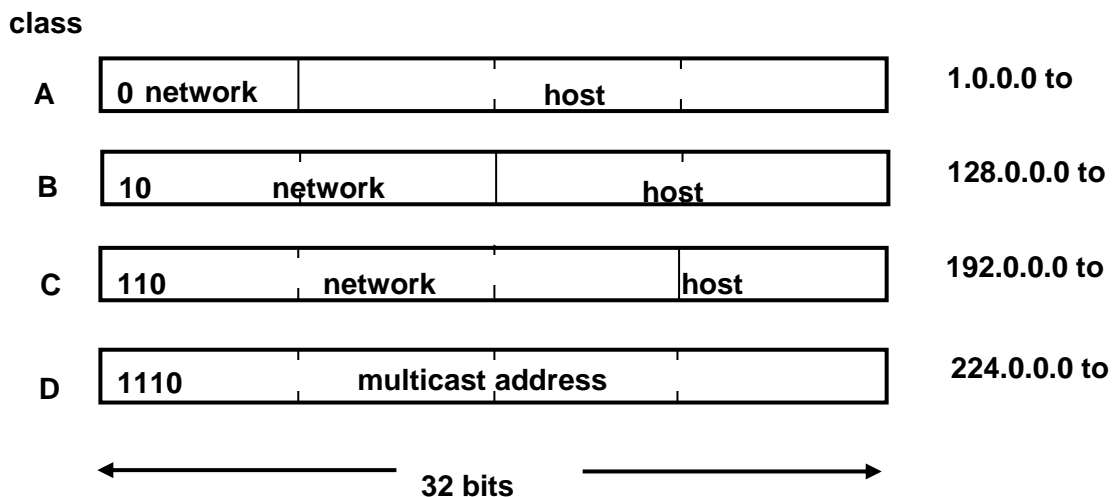 class
A
0 network
host
1.0.0.0 to
B
10
network
host
128.0.0.0 to
C
110
network
host
192.0.0.0 to
D
1110
multicast address
224.0.0.0 to
32 bits